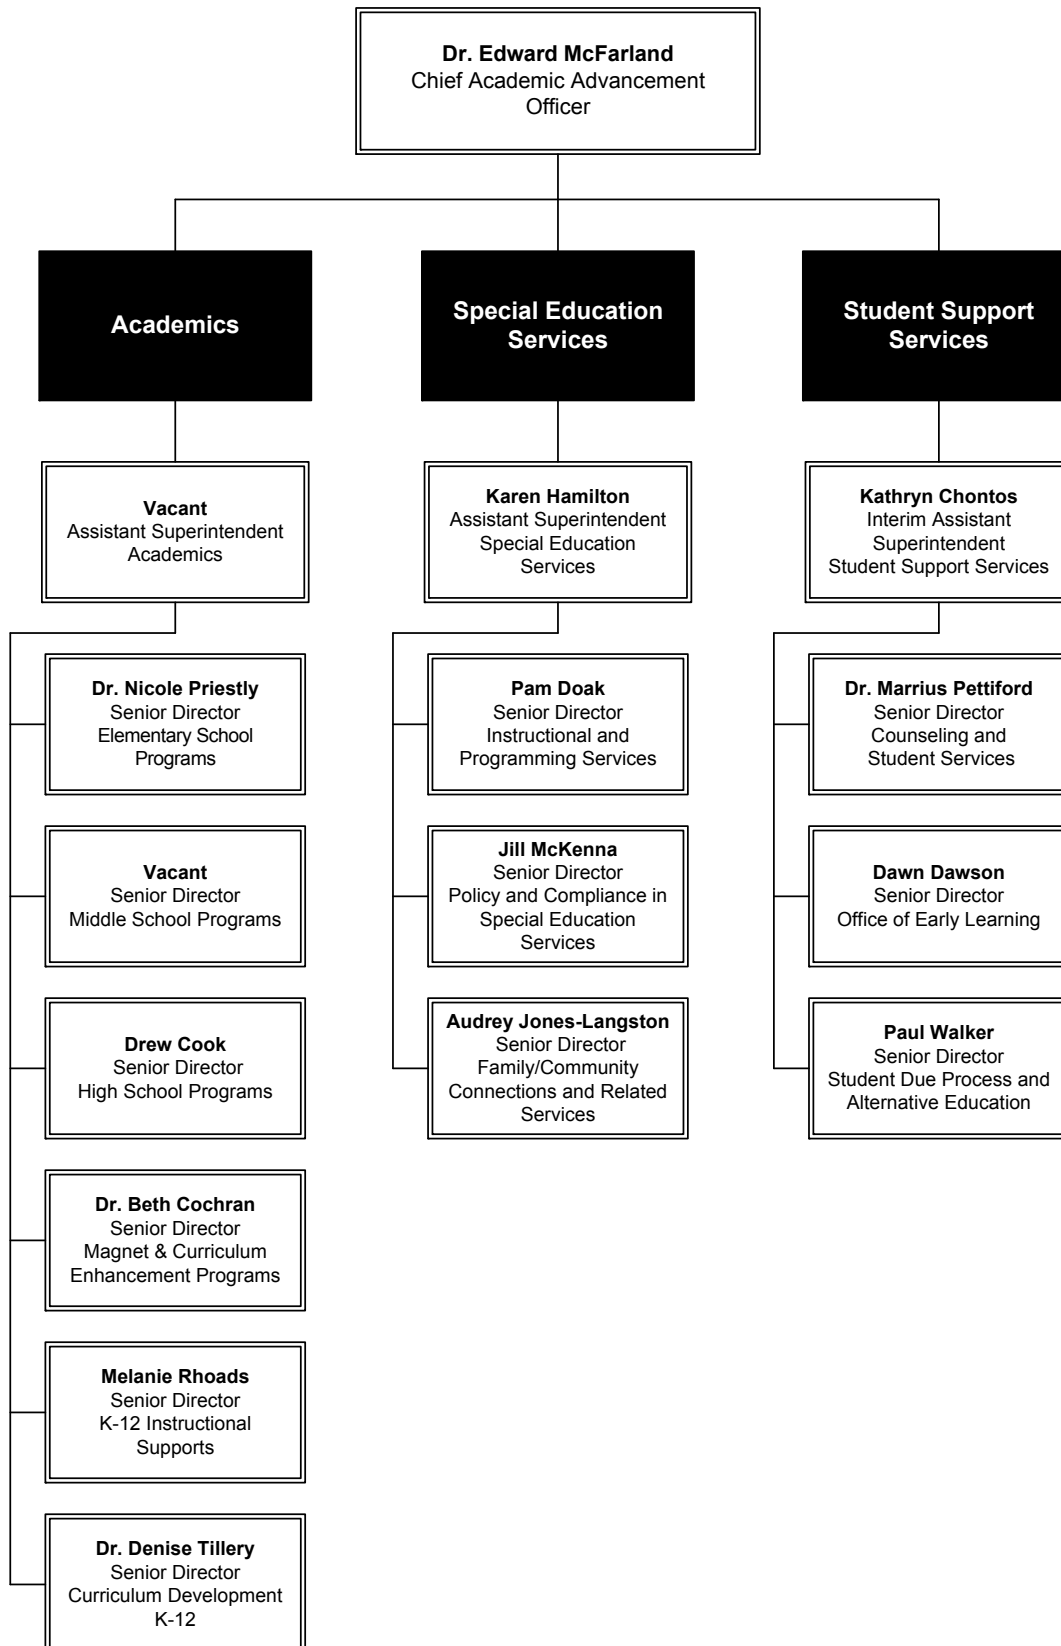 Dr. Edward McFarland
Chief Academic Advancement
Officer
Academics
Special Education
Services
Student Support
Services
Vacant
Assistant Superintendent
Academics
Karen Hamilton
Assistant Superintendent
Special Education
Services
Kathryn Chontos
Interim Assistant
Superintendent
Student Support Services
Dr. Nicole Priestly
Senior Director
Elementary School
Programs
Pam Doak
Senior Director
Instructional and
Programming Services
Dr. Marrius Pettiford
Senior Director
Counseling and
Student Services
Vacant
Senior Director
Middle School Programs
Jill McKenna
Senior Director
Policy and Compliance in
Special Education
Services
Dawn Dawson
Senior Director
Office of Early Learning
Drew Cook
Senior Director
High School Programs
Audrey Jones-Langston
Senior Director
Family/Community
Connections and Related
Services
Paul Walker
Senior Director
Student Due Process and
Alternative Education
Dr. Beth Cochran
Senior Director
Magnet & Curriculum
Enhancement Programs
Melanie Rhoads
Senior Director
K-12 Instructional
Supports
Dr. Denise Tillery
Senior Director
Curriculum Development
K-12